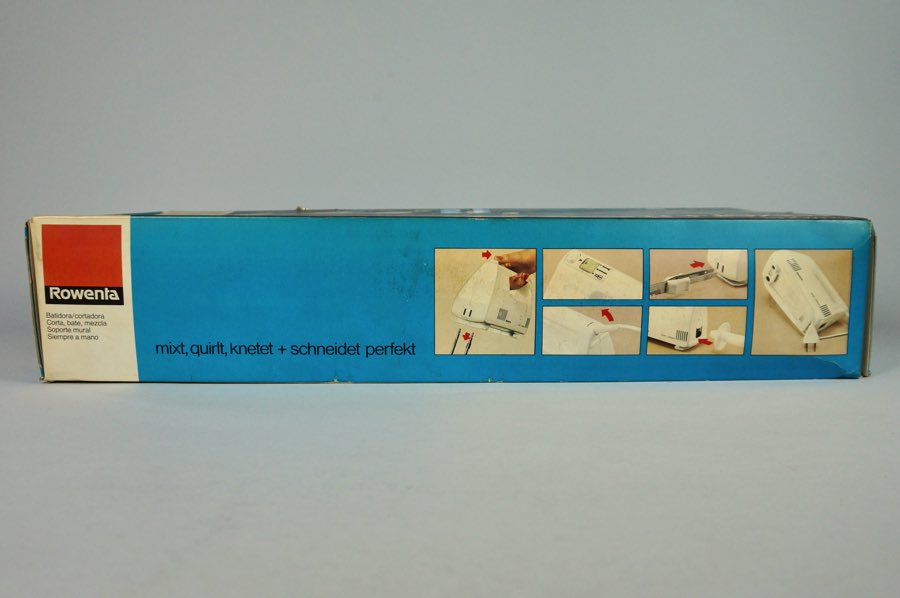 Rowenta
Batidora/cortadora
Corta, bate, mezcla
Soporte mural
Siempre a mano
mixt, quirlt, knetet + schneidet perfekt